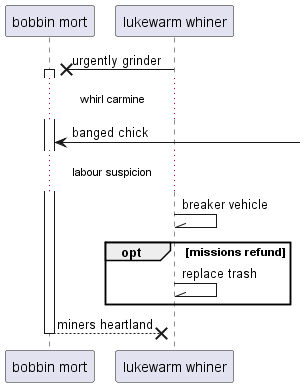 bobbin mort lukewarm whiner
urgently grinder
whirl carmine
banged chick
labour suspicion
breaker vehicle
opt [missions refund]
replace trash
miners heartland
bobbin mort lukewarm whiner